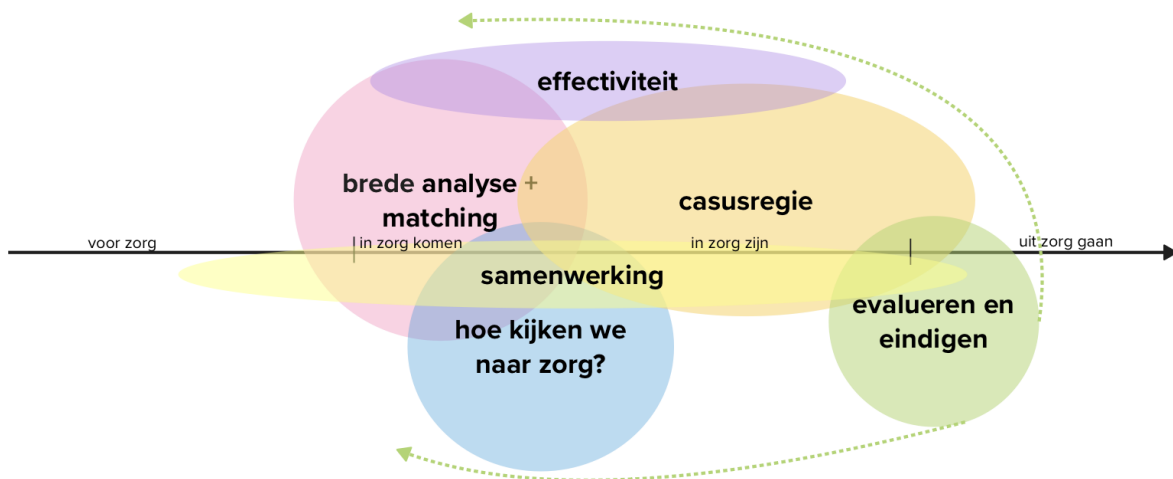 effectiviteit
brede analyse +
matching
casusregie
voor zorg
in zorg komen
in zorg zijn
uit zorg gaan
samenwerking
evalueren en
eindigen
hoe kijken we
naar zorg?